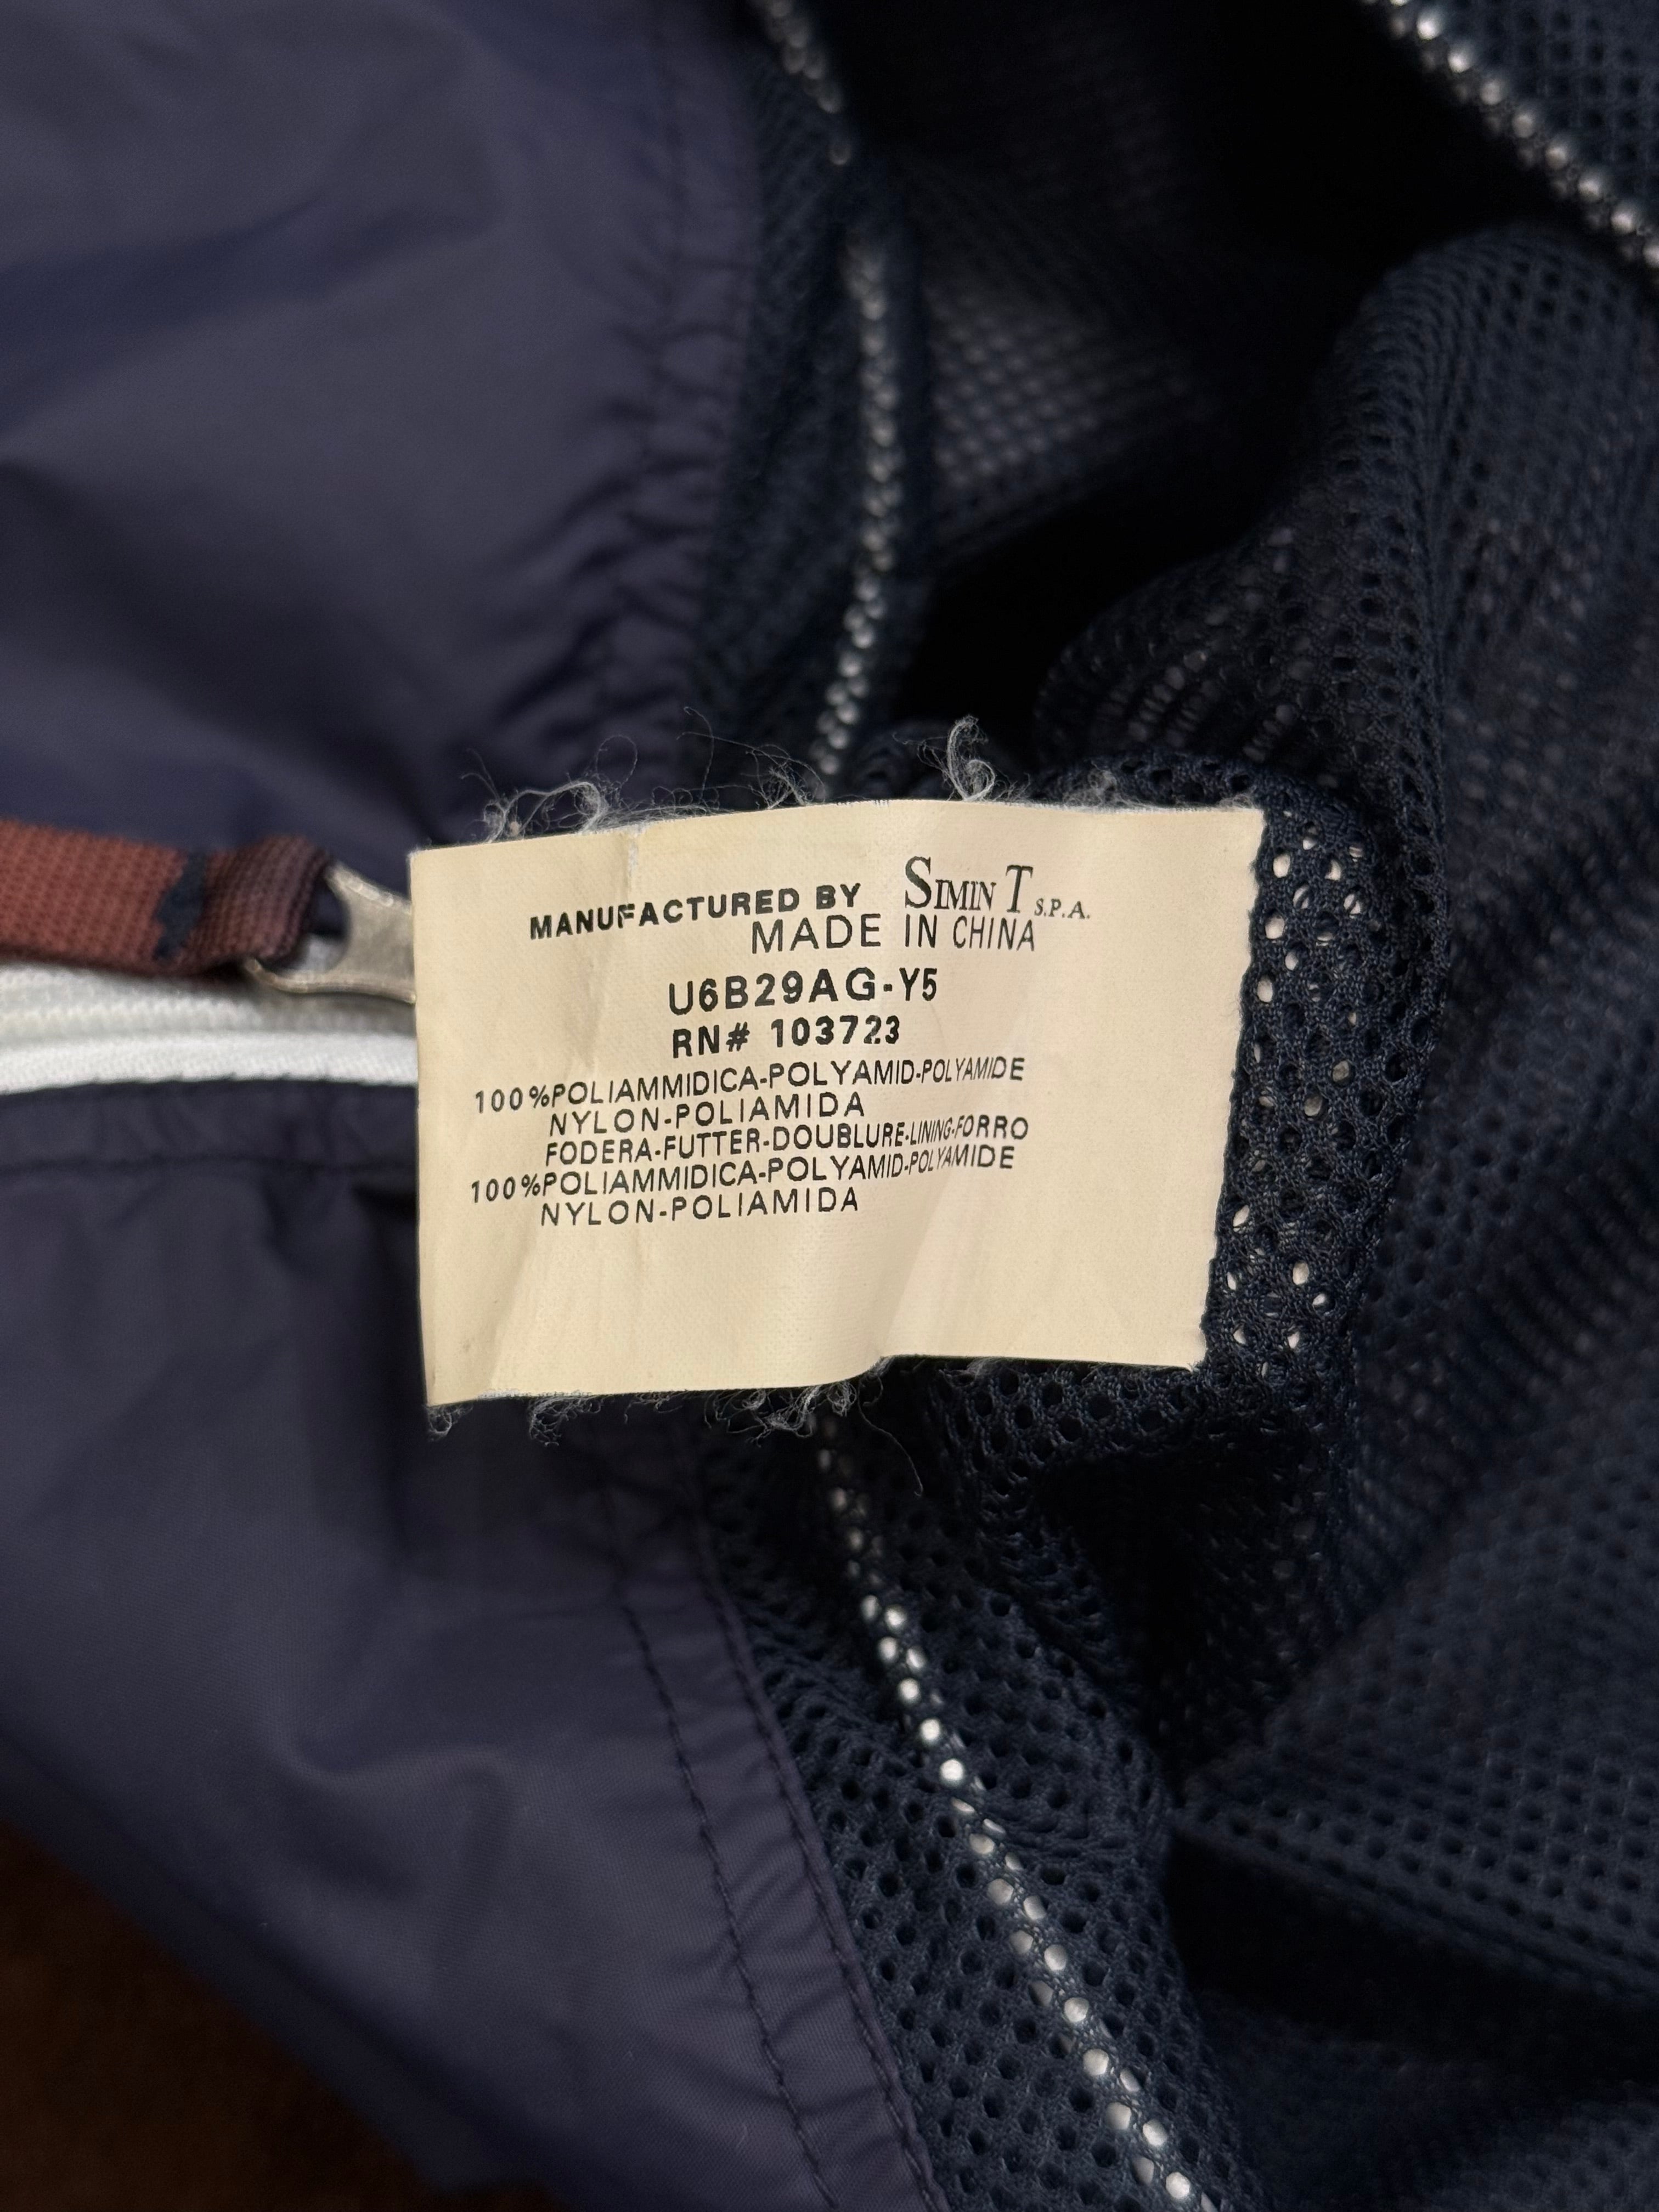 MANUFACTURED BY SIMINT S.P.A.
MADE IN CHINA
U6B29AG-Y5
RN# 103723
100%POLIAMMIDICA-POLYAMID-POLYAMIDE
NYLON-POLIAMIDA
FODERA-FUTTER-DOUBLURE-LINING-FORRO
100%POLIAMMIDICA-POLYAMID-POLYAMIDE
NYLON-POLIAMIDA